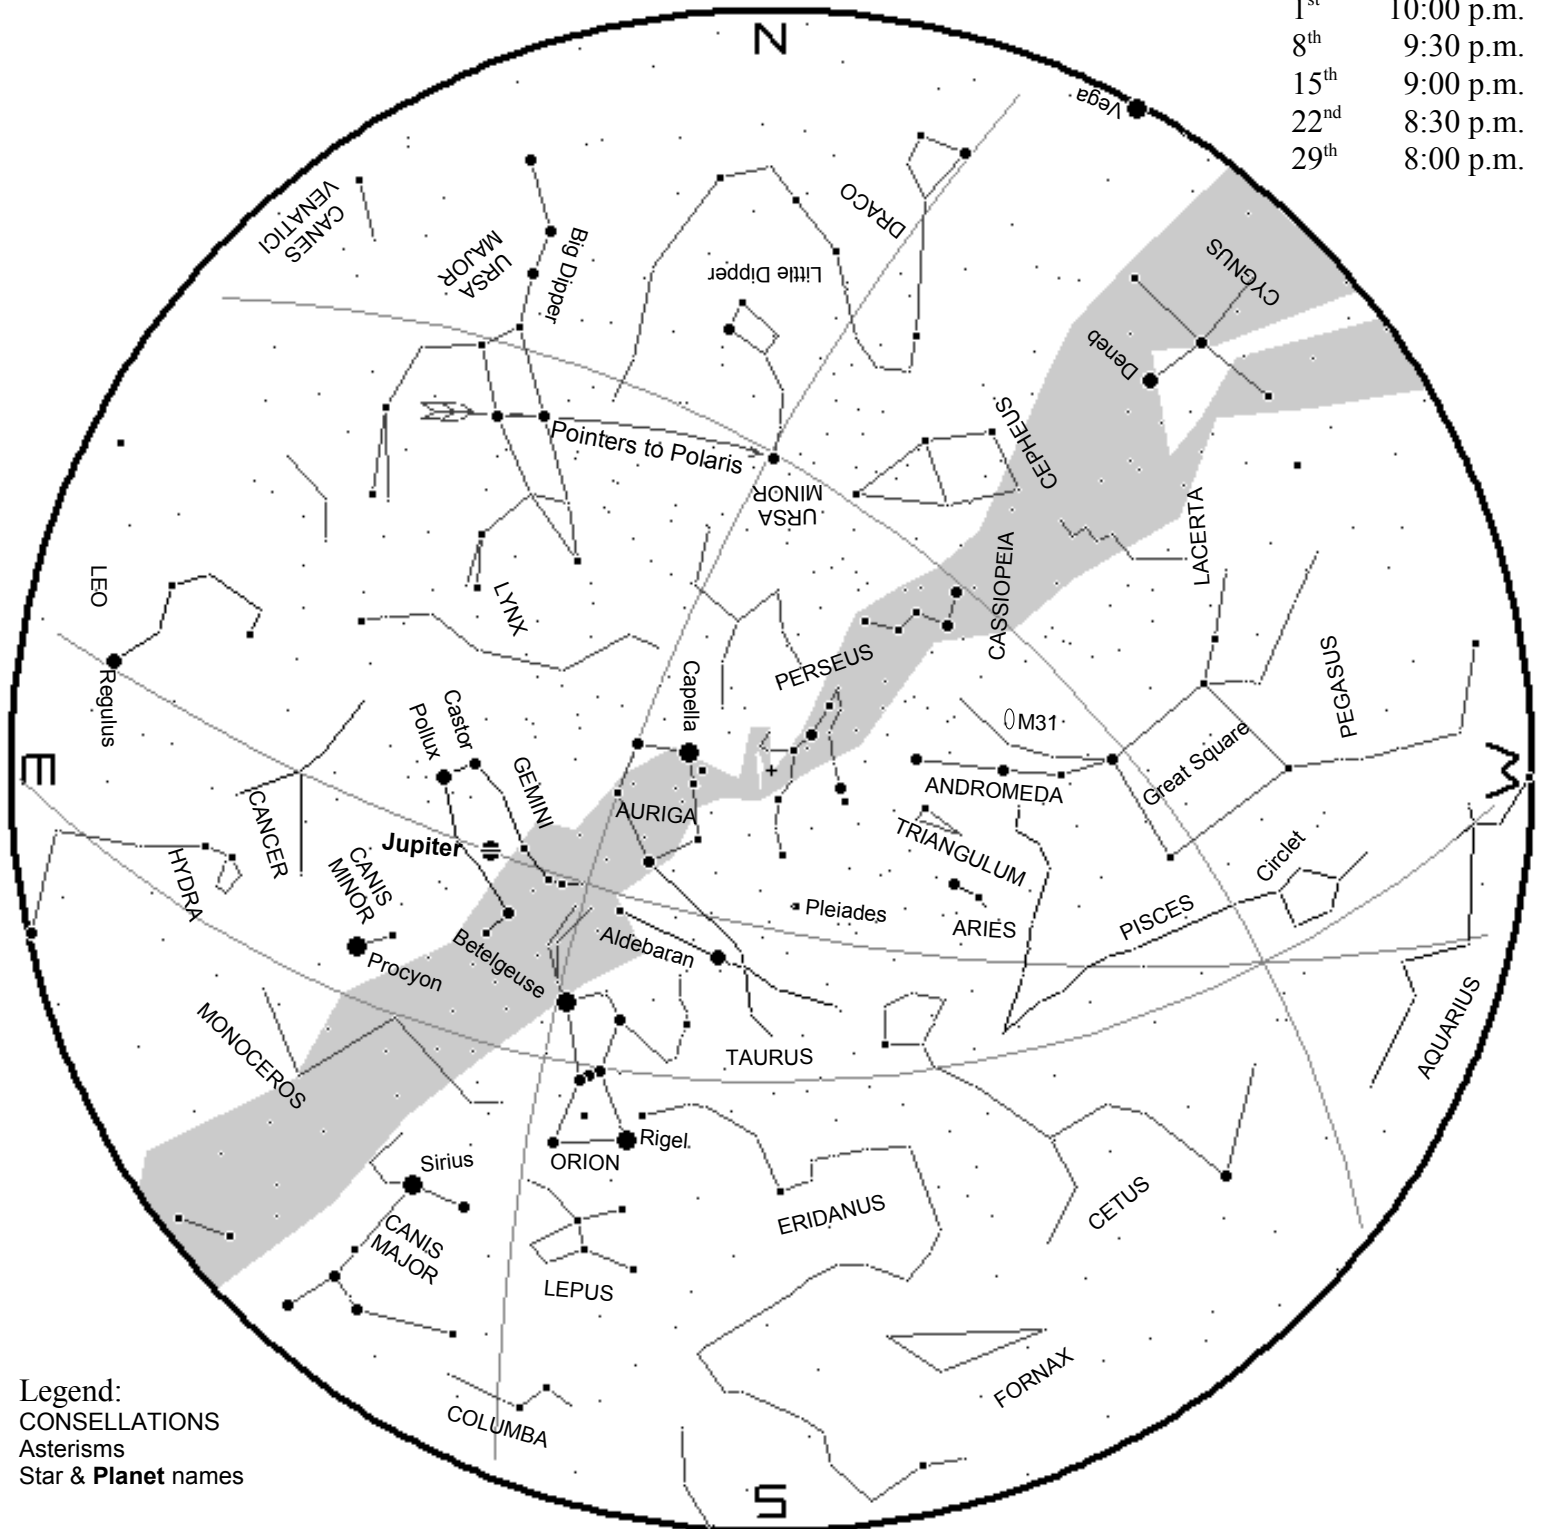 1st 10:00 p.m.
8th 9:30 p.m.
15th 9:00 p.m.
22nd 8:30 p.m.
29th 8:00 p.m.
N
Vega
CANES
VENATICI
URSA
MAJOR
Big Dipper
Little Dipper
DRACO
CYGNUS
Deneb
CEPHEUS
Pointers to Polaris
URSA
MINOR
LACERTA
CASSIOPEIA
LEO
Regulus
LYNX
PERSEUS
Capella
Castor
Pollux
GEMINI
M31
PEGASUS
Great Square
ANDROMEDA
E
W
CANCER
AURIGA
TRIANGULUM
Jupiter
HYDRA
CANIS
MINOR
Procyon
Betelgeuse
Aldebaran
Pleiades
ARIES
PISCES
Circlet
AQUARIUS
MONOCEROS
TAURUS
Sirius
Rigel
ORION
CANIS
MAJOR
LEPUS
ERIDANUS
CETUS
FORNAX
COLUMBA
S
Legend:
CONSELLATIONS
Asterisms
Star & Planet names